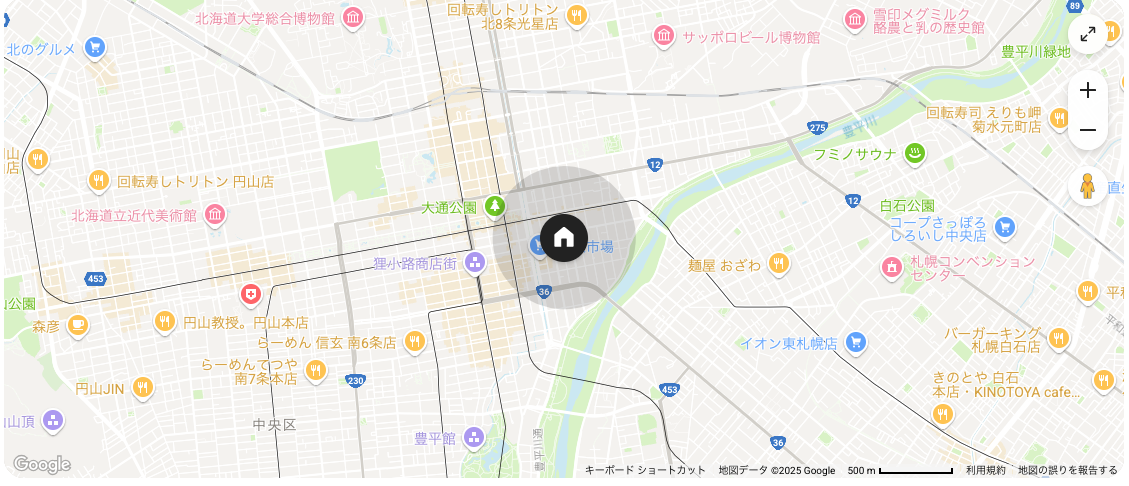 回転寿しトリトン
北8条光星店
89
北海道大学総合博物館
雪印メグミルク
酪農と乳の歴史館
サッポロビール博物館
北のグルメ
豊平川緑地
回転寿司 えりも岬
菊水元町店
275
豊平川
フミノサウナ
12
回転寿しトリトン 円山店
12
白石公園
大通公園
北海道立近代美術館
コープさっぽろ
しろいし中央店
市場
狸小路商店街
麺屋 おざわ
札幌コンベンション
センター
453
36
森彦
円山教授。円山本店
らーめん 信玄 南6条店
バーガーキング
札幌白石店
イオン東札幌店
らーめんてつや
南7条本店
230
円山JIN
453
きのとや 白石
本店・KINOTOYA cafe...
中央区
豊平館
36
Google
キーボード ショートカット
地図データ ©2025 Google
500 m
利用規約
地図の誤りを報告する